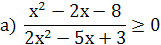 a) x² − 2x − 8 / 2x² − 5x + 3 ≥ 0